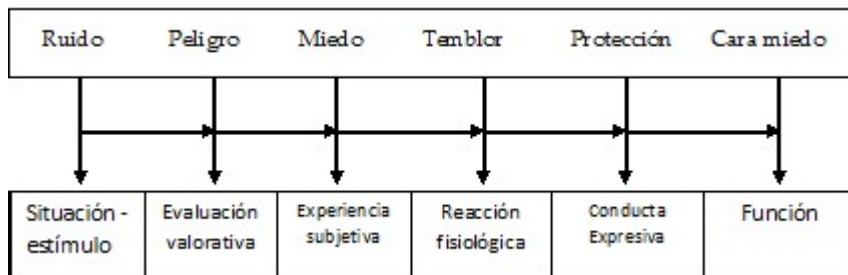 Ruido Peligro Miedo Temblor Protección Cara miedo
Situación - estímulo
Evaluación valorativa
Experiencia subjetiva
Reacción fisiológica
Conducta Expresiva
Función